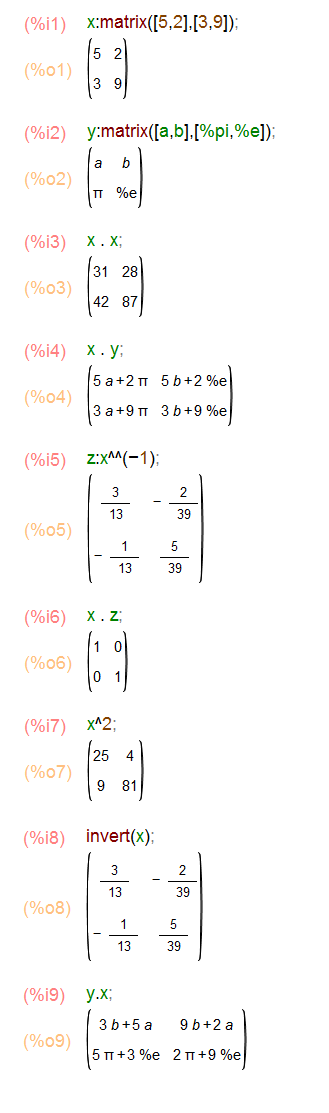 (%i1) x:matrix([5,2],[3,9]);
(%o1)
5 2
3 9
(%i2) y:matrix([a,b],[%pi,%e]);
(%o2)
a b
π %e
(%i3) x . x;
(%o3)
31 28
42 87
(%i4) x . y;
(%o4)
5 a+2 π 5 b+2 %e
3 a+9 π 3 b+9 %e
(%i5) z:x^^(−1);
(%o5)
3/13 − 2/39
− 1/13 5/39
(%i6) x . z;
(%o6)
1 0
0 1
(%i7) x^2;
(%o7)
25 4
9 81
(%i8) invert(x);
(%o8)
3/13 − 2/39
− 1/13 5/39
(%i9) y.x;
(%o9)
3 b+5 a 9 b+2 a
5 π+3 %e 2 π+9 %e